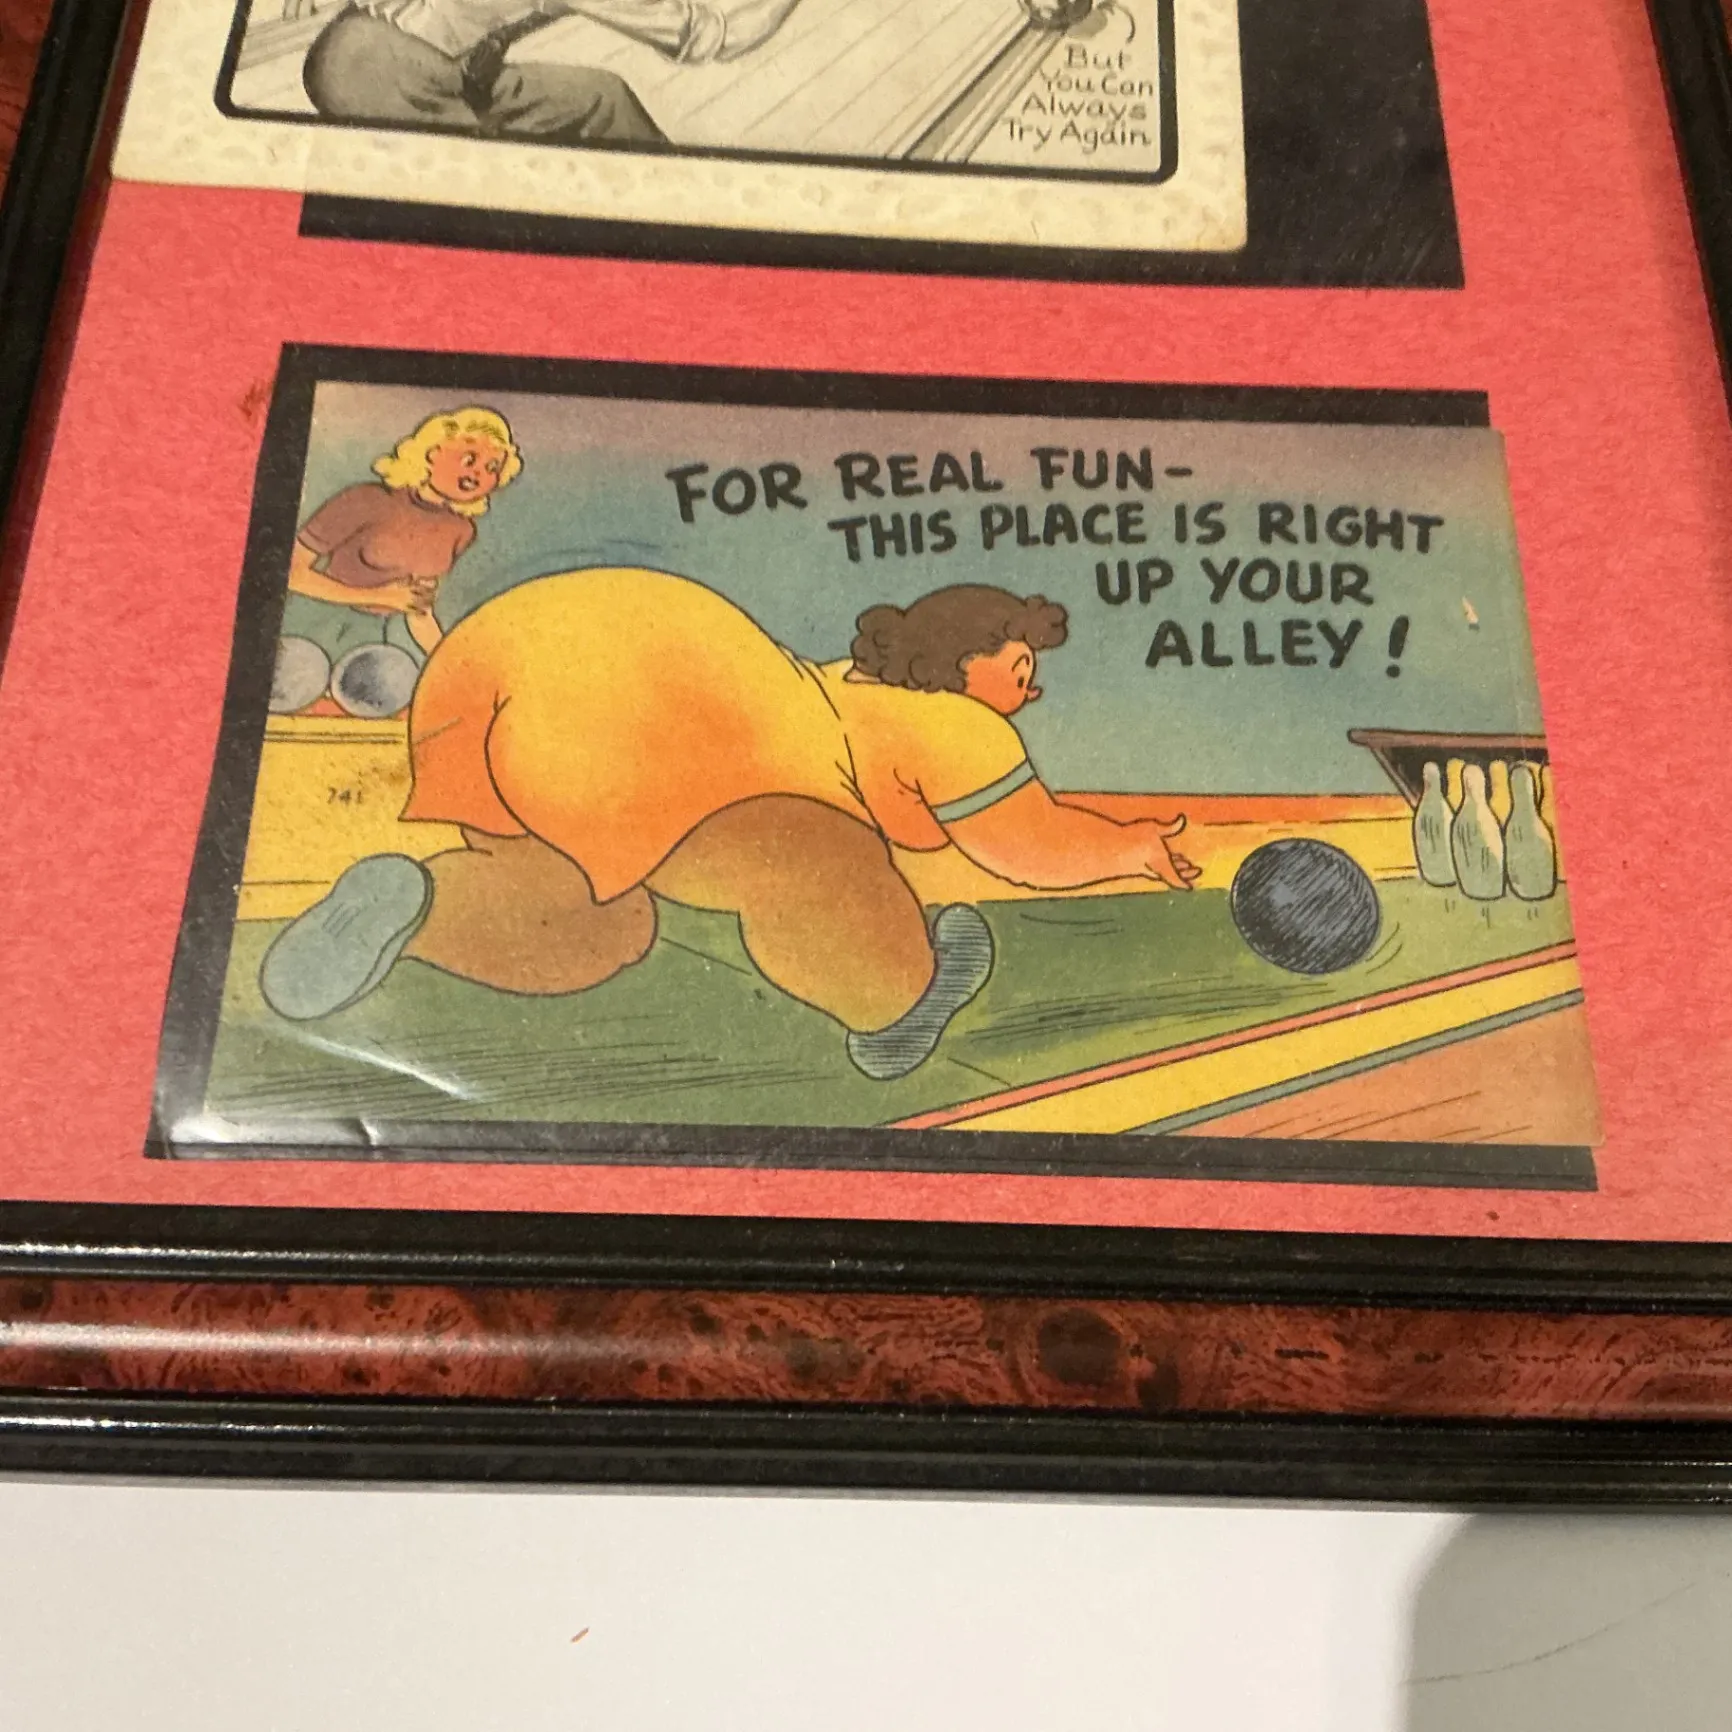 But
You Can
Always
Try Again
FOR REAL FUN-
THIS PLACE IS RIGHT
UP YOUR
ALLEY!
741